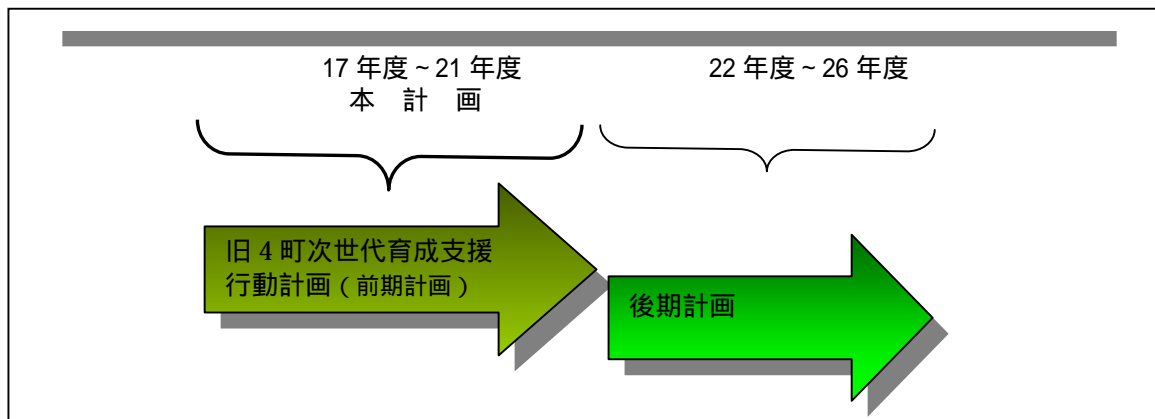 17 年度～21 年度
本　計　画
22 年度～26 年度
旧 4 町次世代育成支援
行動計画（前期計画）
後期計画